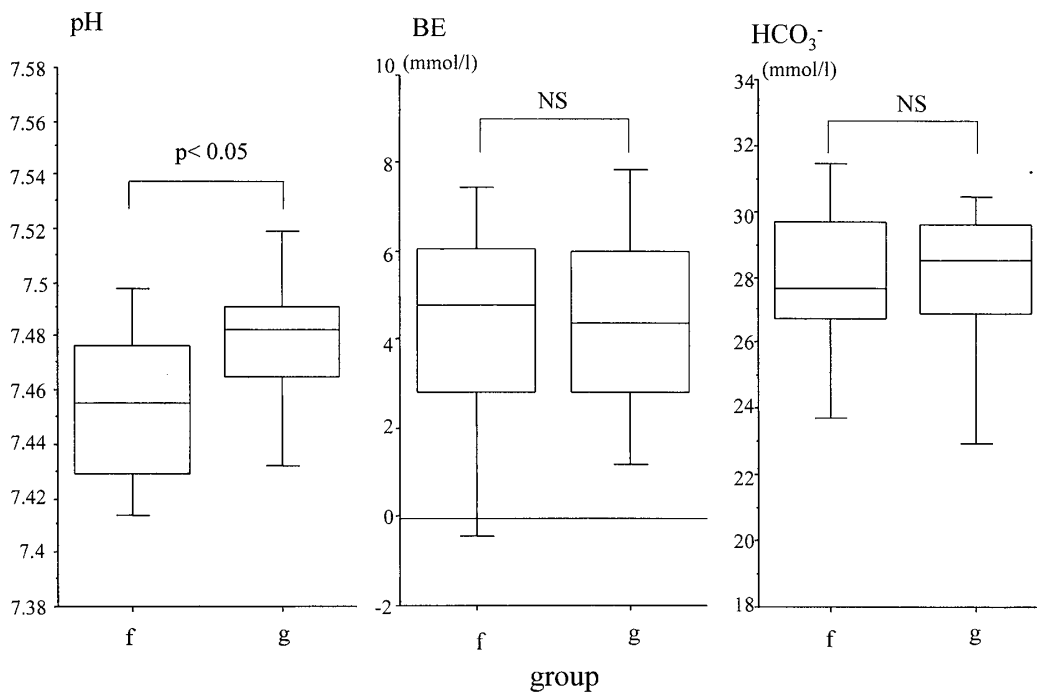 pH
7.58
7.56
7.54
7.52
7.5
7.48
7.46
7.44
7.42
7.4
7.38
p< 0.05
f
g
BE
(mmol/l)
10
8
6
4
2
0
-2
NS
f
g
HCO₃⁻
(mmol/l)
34
32
30
28
26
24
22
20
18
NS
f
g
group